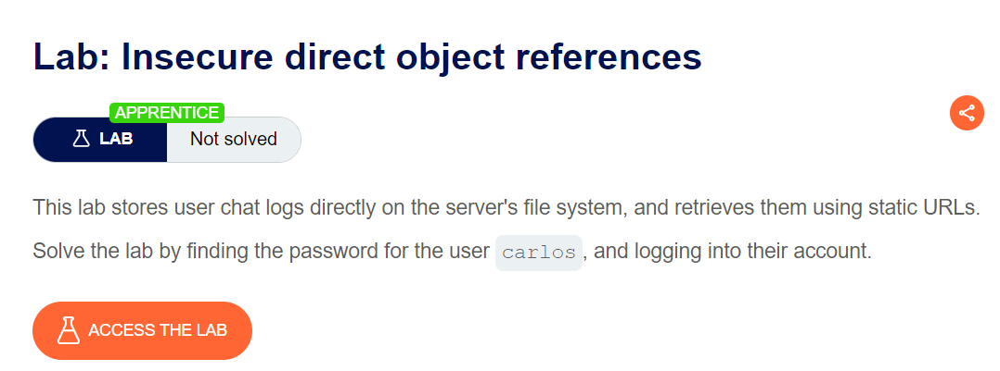 Lab: Insecure direct object references
APPRENTICE
LAB Not solved
This lab stores user chat logs directly on the server's file system, and retrieves them using static URLs.
Solve the lab by finding the password for the user carlos, and logging into their account.
ACCESS THE LAB